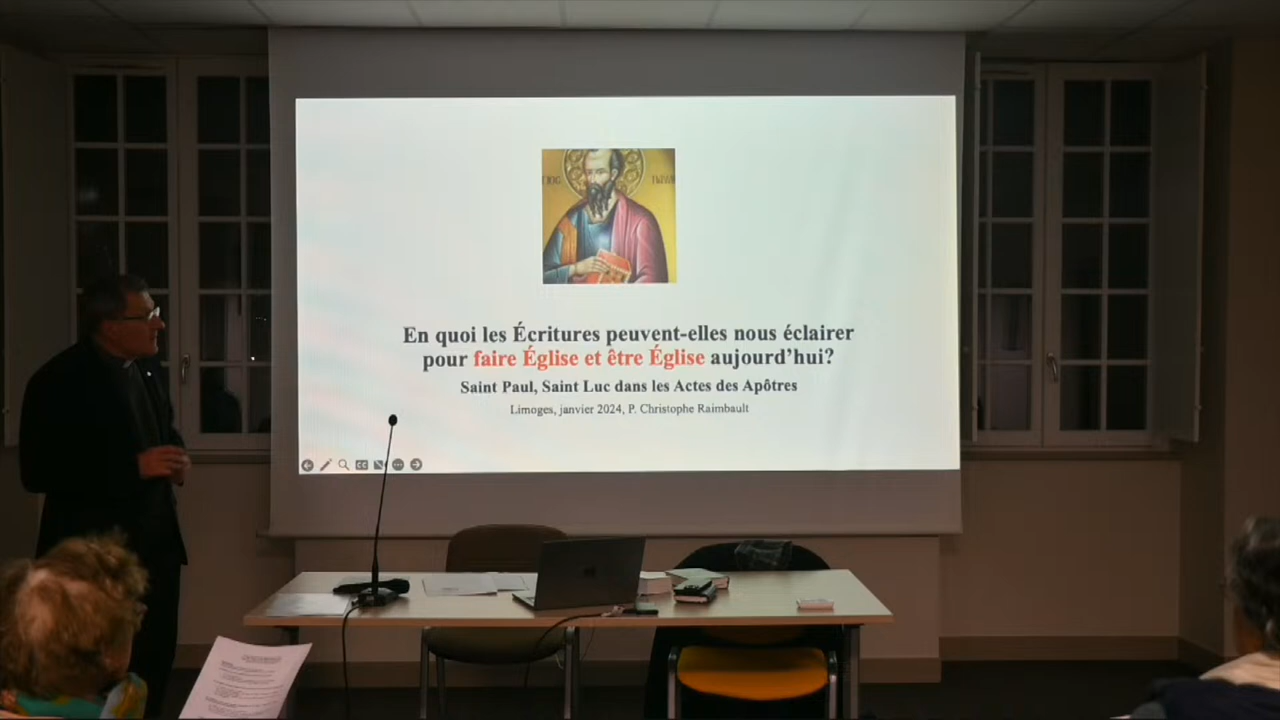 En quoi les Écritures peuvent-elles nous éclairer
pour faire Église et être Église aujourd'hui?
Saint Paul, Saint Luc dans les Actes des Apôtres
Limoges, janvier 2024, P. Christophe Raimbault